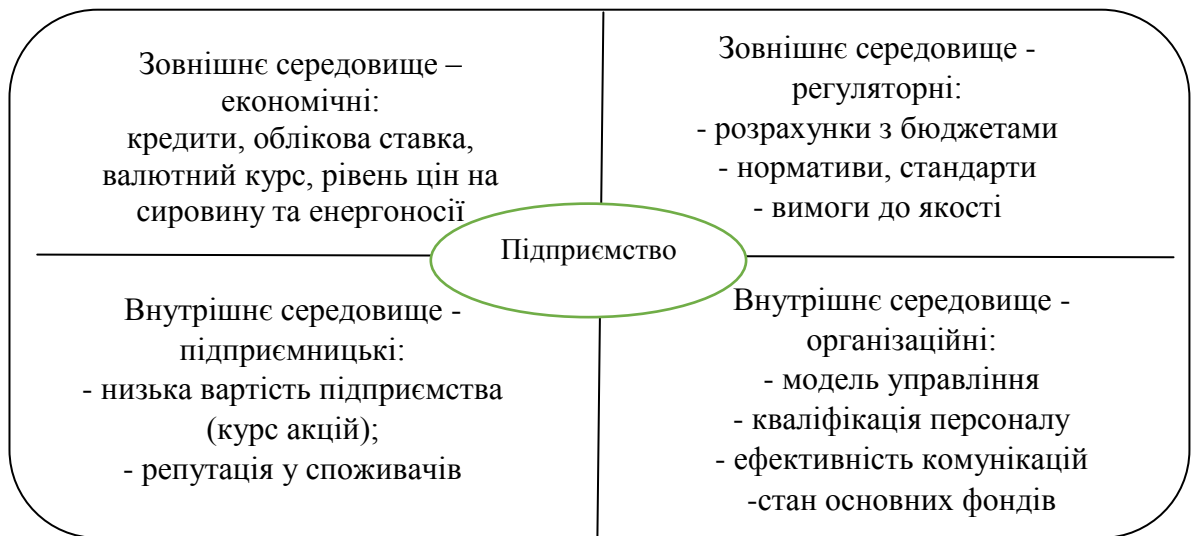 Зовнішнє середовище –
економічні:
кредити, облікова ставка,
валютний курс, рівень цін на
сировину та енергоносії
Зовнішнє середовище -
регуляторні:
- розрахунки з бюджетами
- нормативи, стандарти
- вимоги до якості
Підприємство
Внутрішнє середовище -
підприємницькі:
- низька вартість підприємства
(курс акцій);
- репутація у споживачів
Внутрішнє середовище -
організаційні:
- модель управління
- кваліфікація персоналу
- ефективність комунікацій
-стан основних фондів